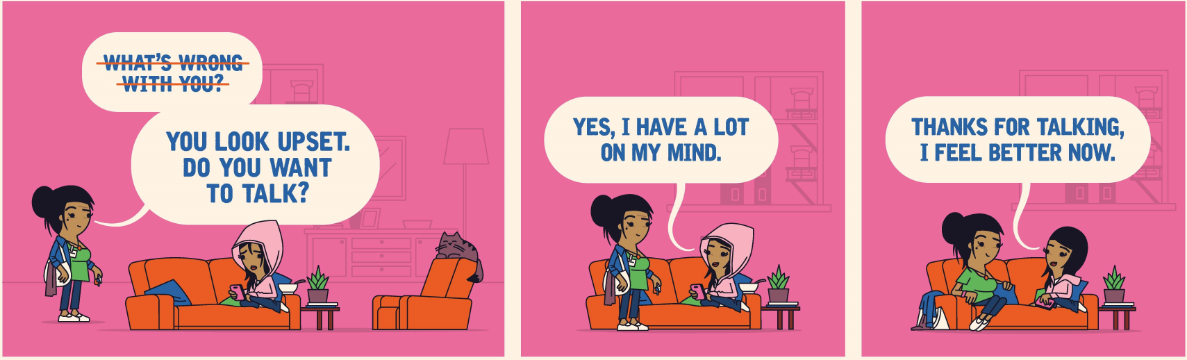 WHAT'S WRONG
WITH YOU?
YOU LOOK UPSET.
DO YOU WANT
TO TALK?
YES, I HAVE A LOT
ON MY MIND.
THANKS FOR TALKING,
I FEEL BETTER NOW.